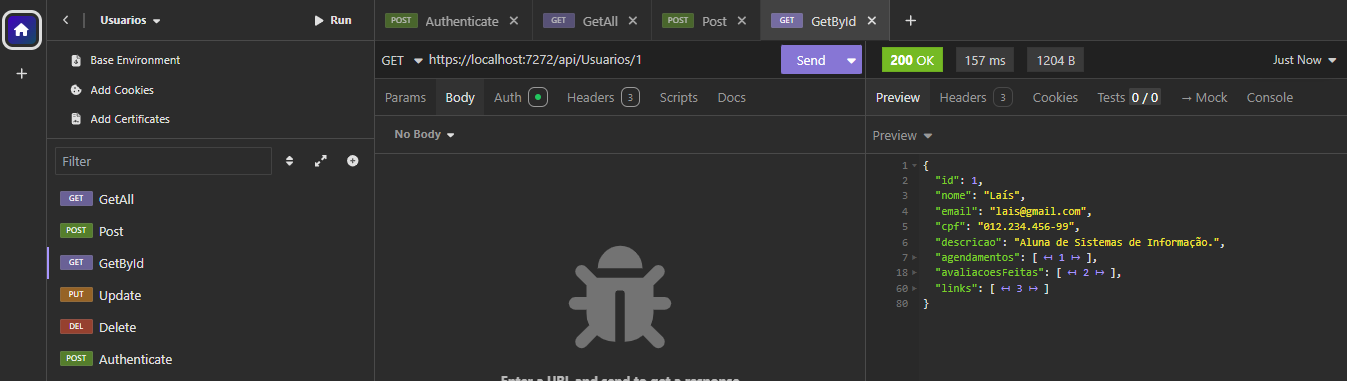 Usuarios
Run
POST Authenticate
GET GetAll
POST Post
GET GetById
Base Environment
Add Cookies
Add Certificates
Filter
GET GetAll
POST Post
GET GetById
PUT Update
DEL Delete
POST Authenticate
GET https://localhost:7272/api/Usuarios/1
Send
Params Body Auth Headers 3 Scripts Docs
No Body
Enter a URL and send to get a response
200 OK 157 ms 1204 B Just Now
Preview Headers 3 Cookies Tests 0 / 0 → Mock Console
Preview
1 {
2 "id": 1,
3 "nome": "Laís",
4 "email": "lais@gmail.com",
5 "cpf": "012.234.456-99",
6 "descricao": "Aluna de Sistemas de Informação.",
7 "agendamentos": [ ↤ 1 ↦ ],
18 "avaliacoesFeitas": [ ↤ 2 ↦ ],
60 "links": [ ↤ 3 ↦ ]
80 }